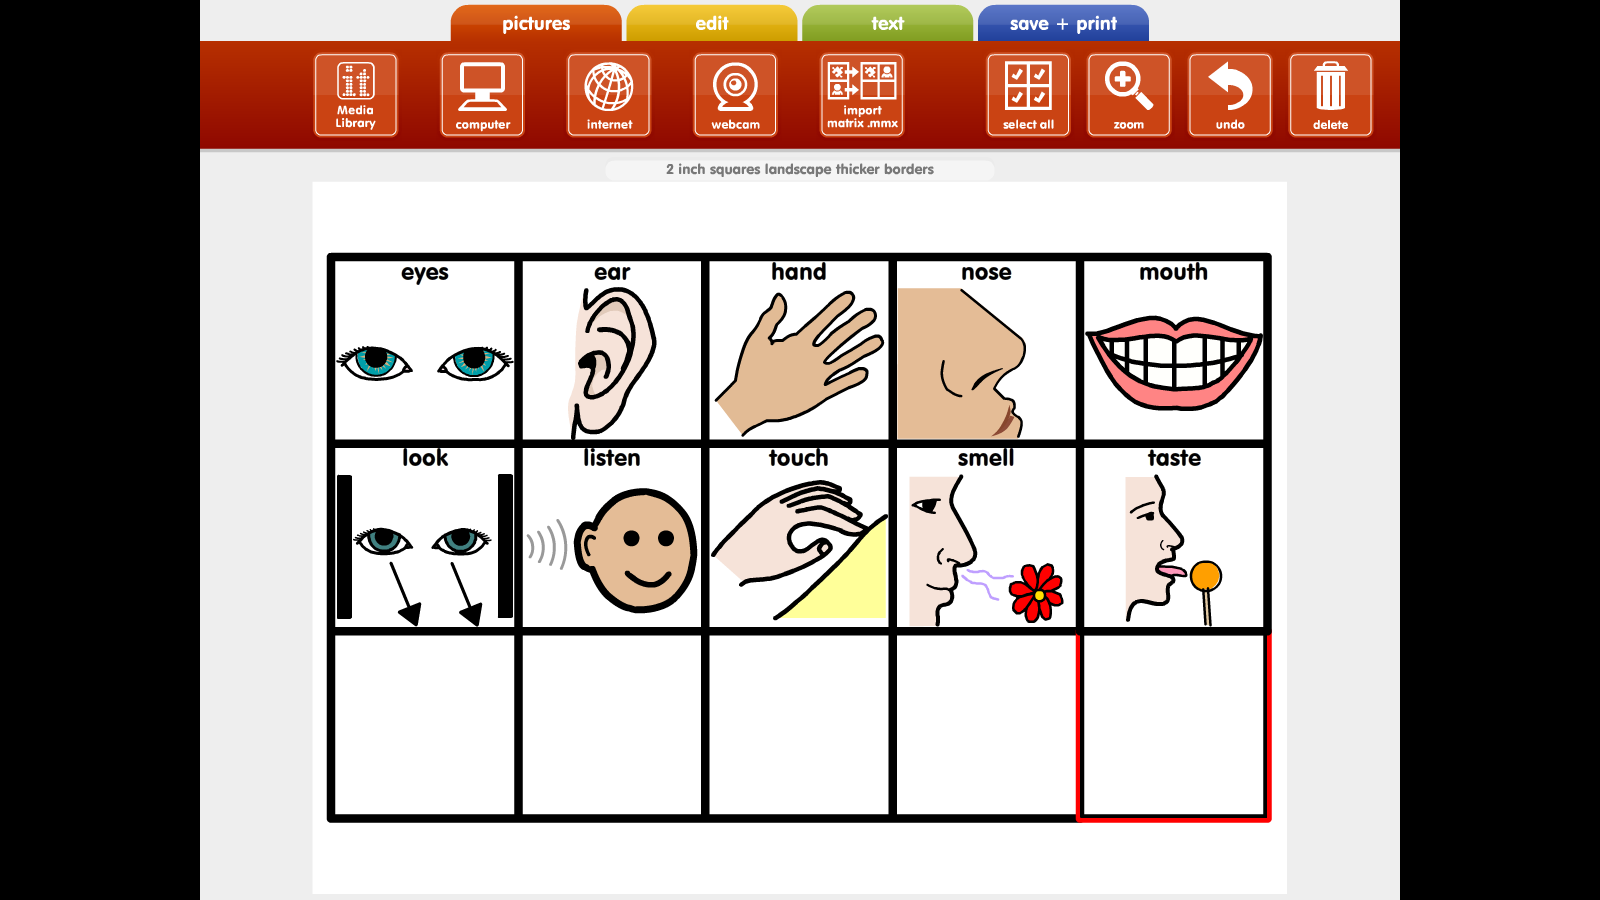 pictures
edit
text
save + print
it
Media
Library
computer
internet
webcam
import
matrix .mmx
select all
zoom
undo
delete
2 inch squares landscape thicker borders
eyes
ear
hand
nose
mouth
look
listen
touch
smell
taste